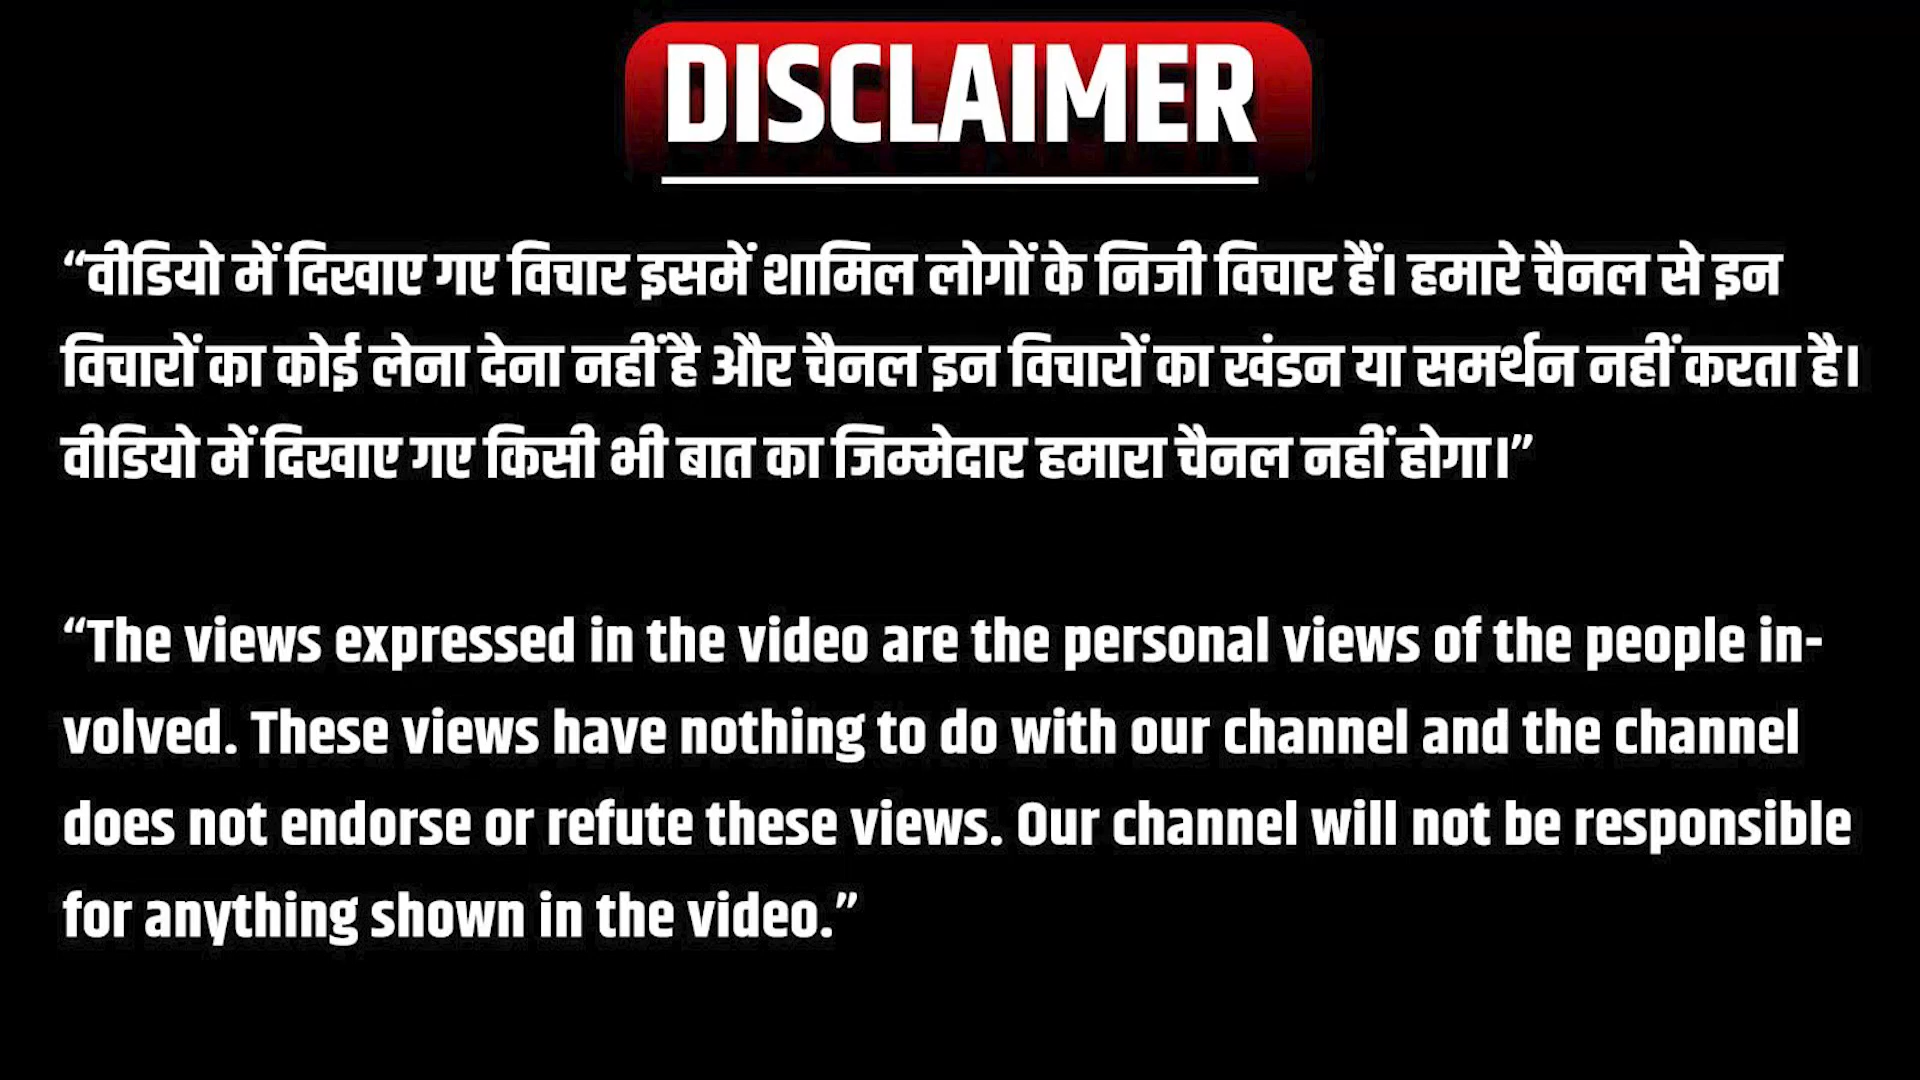 DISCLAIMER
“वीडियो में दिखाए गए विचार इसमें शामिल लोगों के निजी विचार हैं। हमारे चैनल से इन
विचारों का कोई लेना देना नहीं है और चैनल इन विचारों का खंडन या समर्थन नहीं करता है।
वीडियो में दिखाए गए किसी भी बात का जिम्मेदार हमारा चैनल नहीं होगा।”
“The views expressed in the video are the personal views of the people in-
volved. These views have nothing to do with our channel and the channel
does not endorse or refute these views. Our channel will not be responsible
for anything shown in the video.”